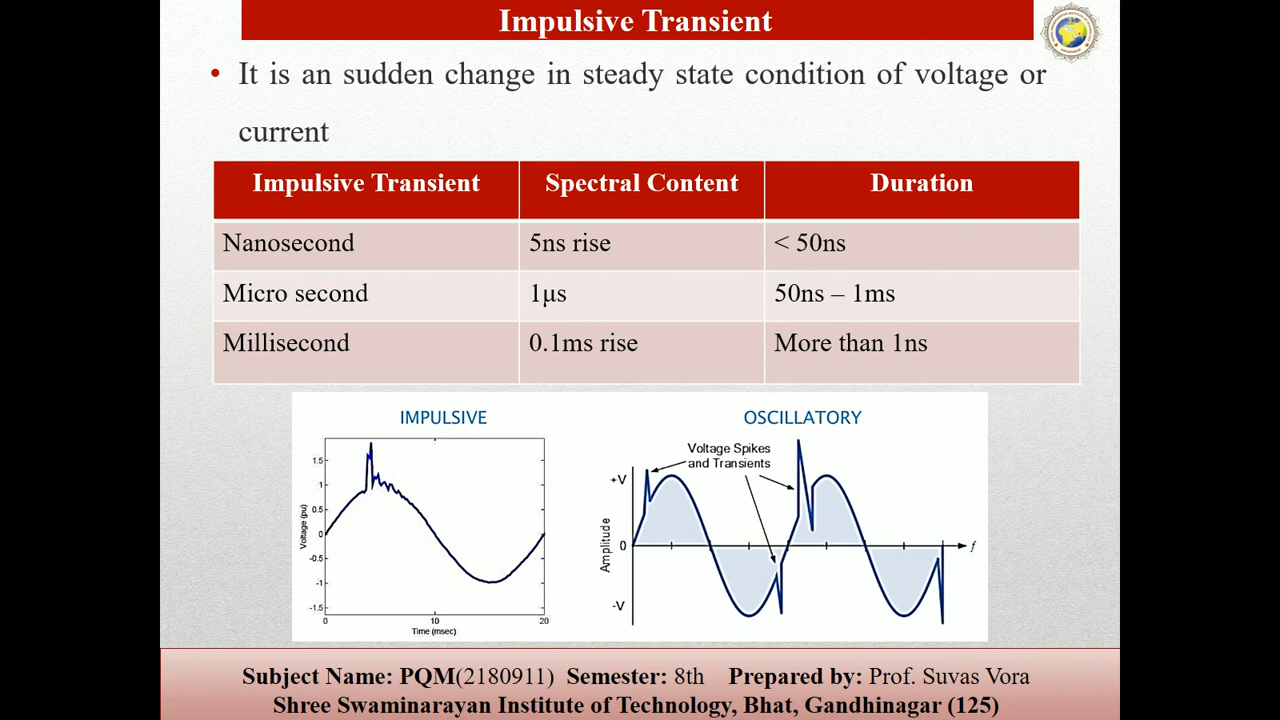 Impulsive Transient
• It is an sudden change in steady state condition of voltage or
current
Impulsive Transient Spectral Content Duration
Nanosecond 5ns rise < 50ns
Micro second 1μs 50ns – 1ms
Millisecond 0.1ms rise More than 1ns
IMPULSIVE
1.5
1
0.5
0
-0.5
-1
-1.5
Voltage (pu)
0 10 20
Time (msec)
OSCILLATORY
Voltage Spikes
and Transients
+V
0
-V
Amplitude
f
Subject Name: PQM(2180911) Semester: 8th Prepared by: Prof. Suvas Vora
Shree Swaminarayan Institute of Technology, Bhat, Gandhinagar (125)